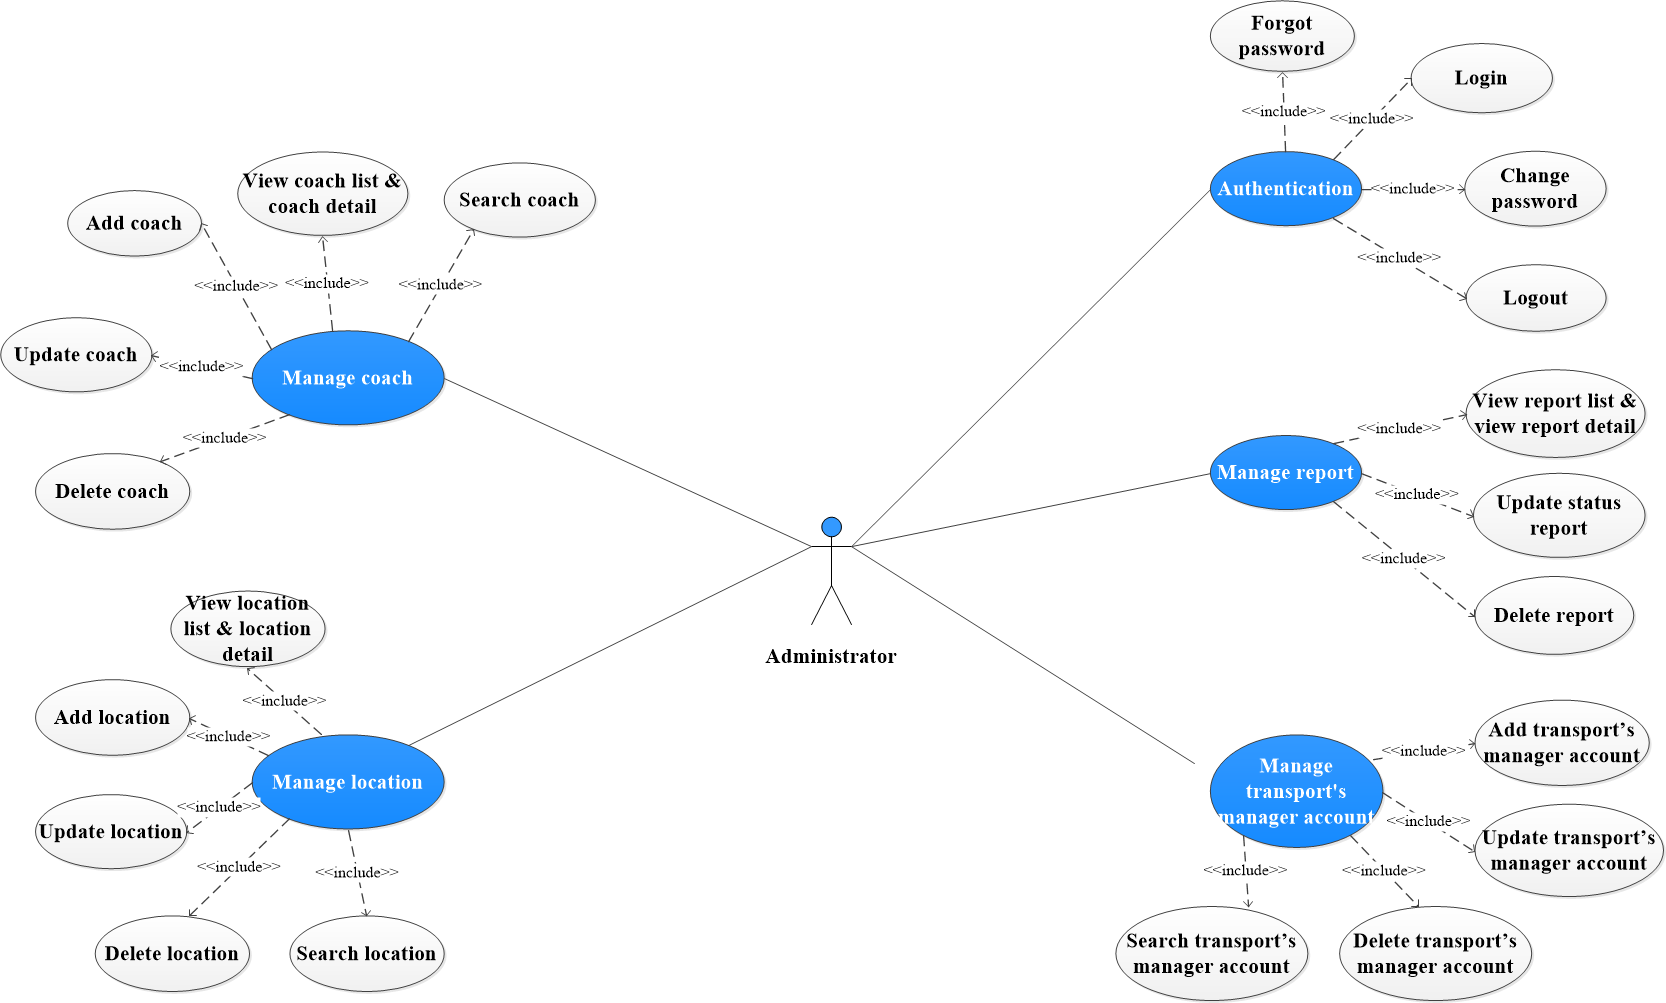 Forgot
password
Login
<<include>>
<<include>>
Authentication
<<include>>
Change
password
<<include>>
Logout
View coach list &
coach detail
Search coach
Add coach
<<include>>
<<include>>
<<include>>
Update coach
<<include>>
Manage coach
<<include>>
Delete coach
View report list &
view report detail
<<include>>
Manage report
<<include>>
Update status
report
<<include>>
Delete report
Administrator
View location
list & location
detail
<<include>>
Add location
<<include>>
Manage location
<<include>>
Update location
<<include>>
<<include>>
Delete location
Search location
Add transport’s
manager account
<<include>>
Manage
transport's
manager account
<<include>>
Update transport’s
manager account
<<include>>
<<include>>
Search transport’s
manager account
Delete transport’s
manager account